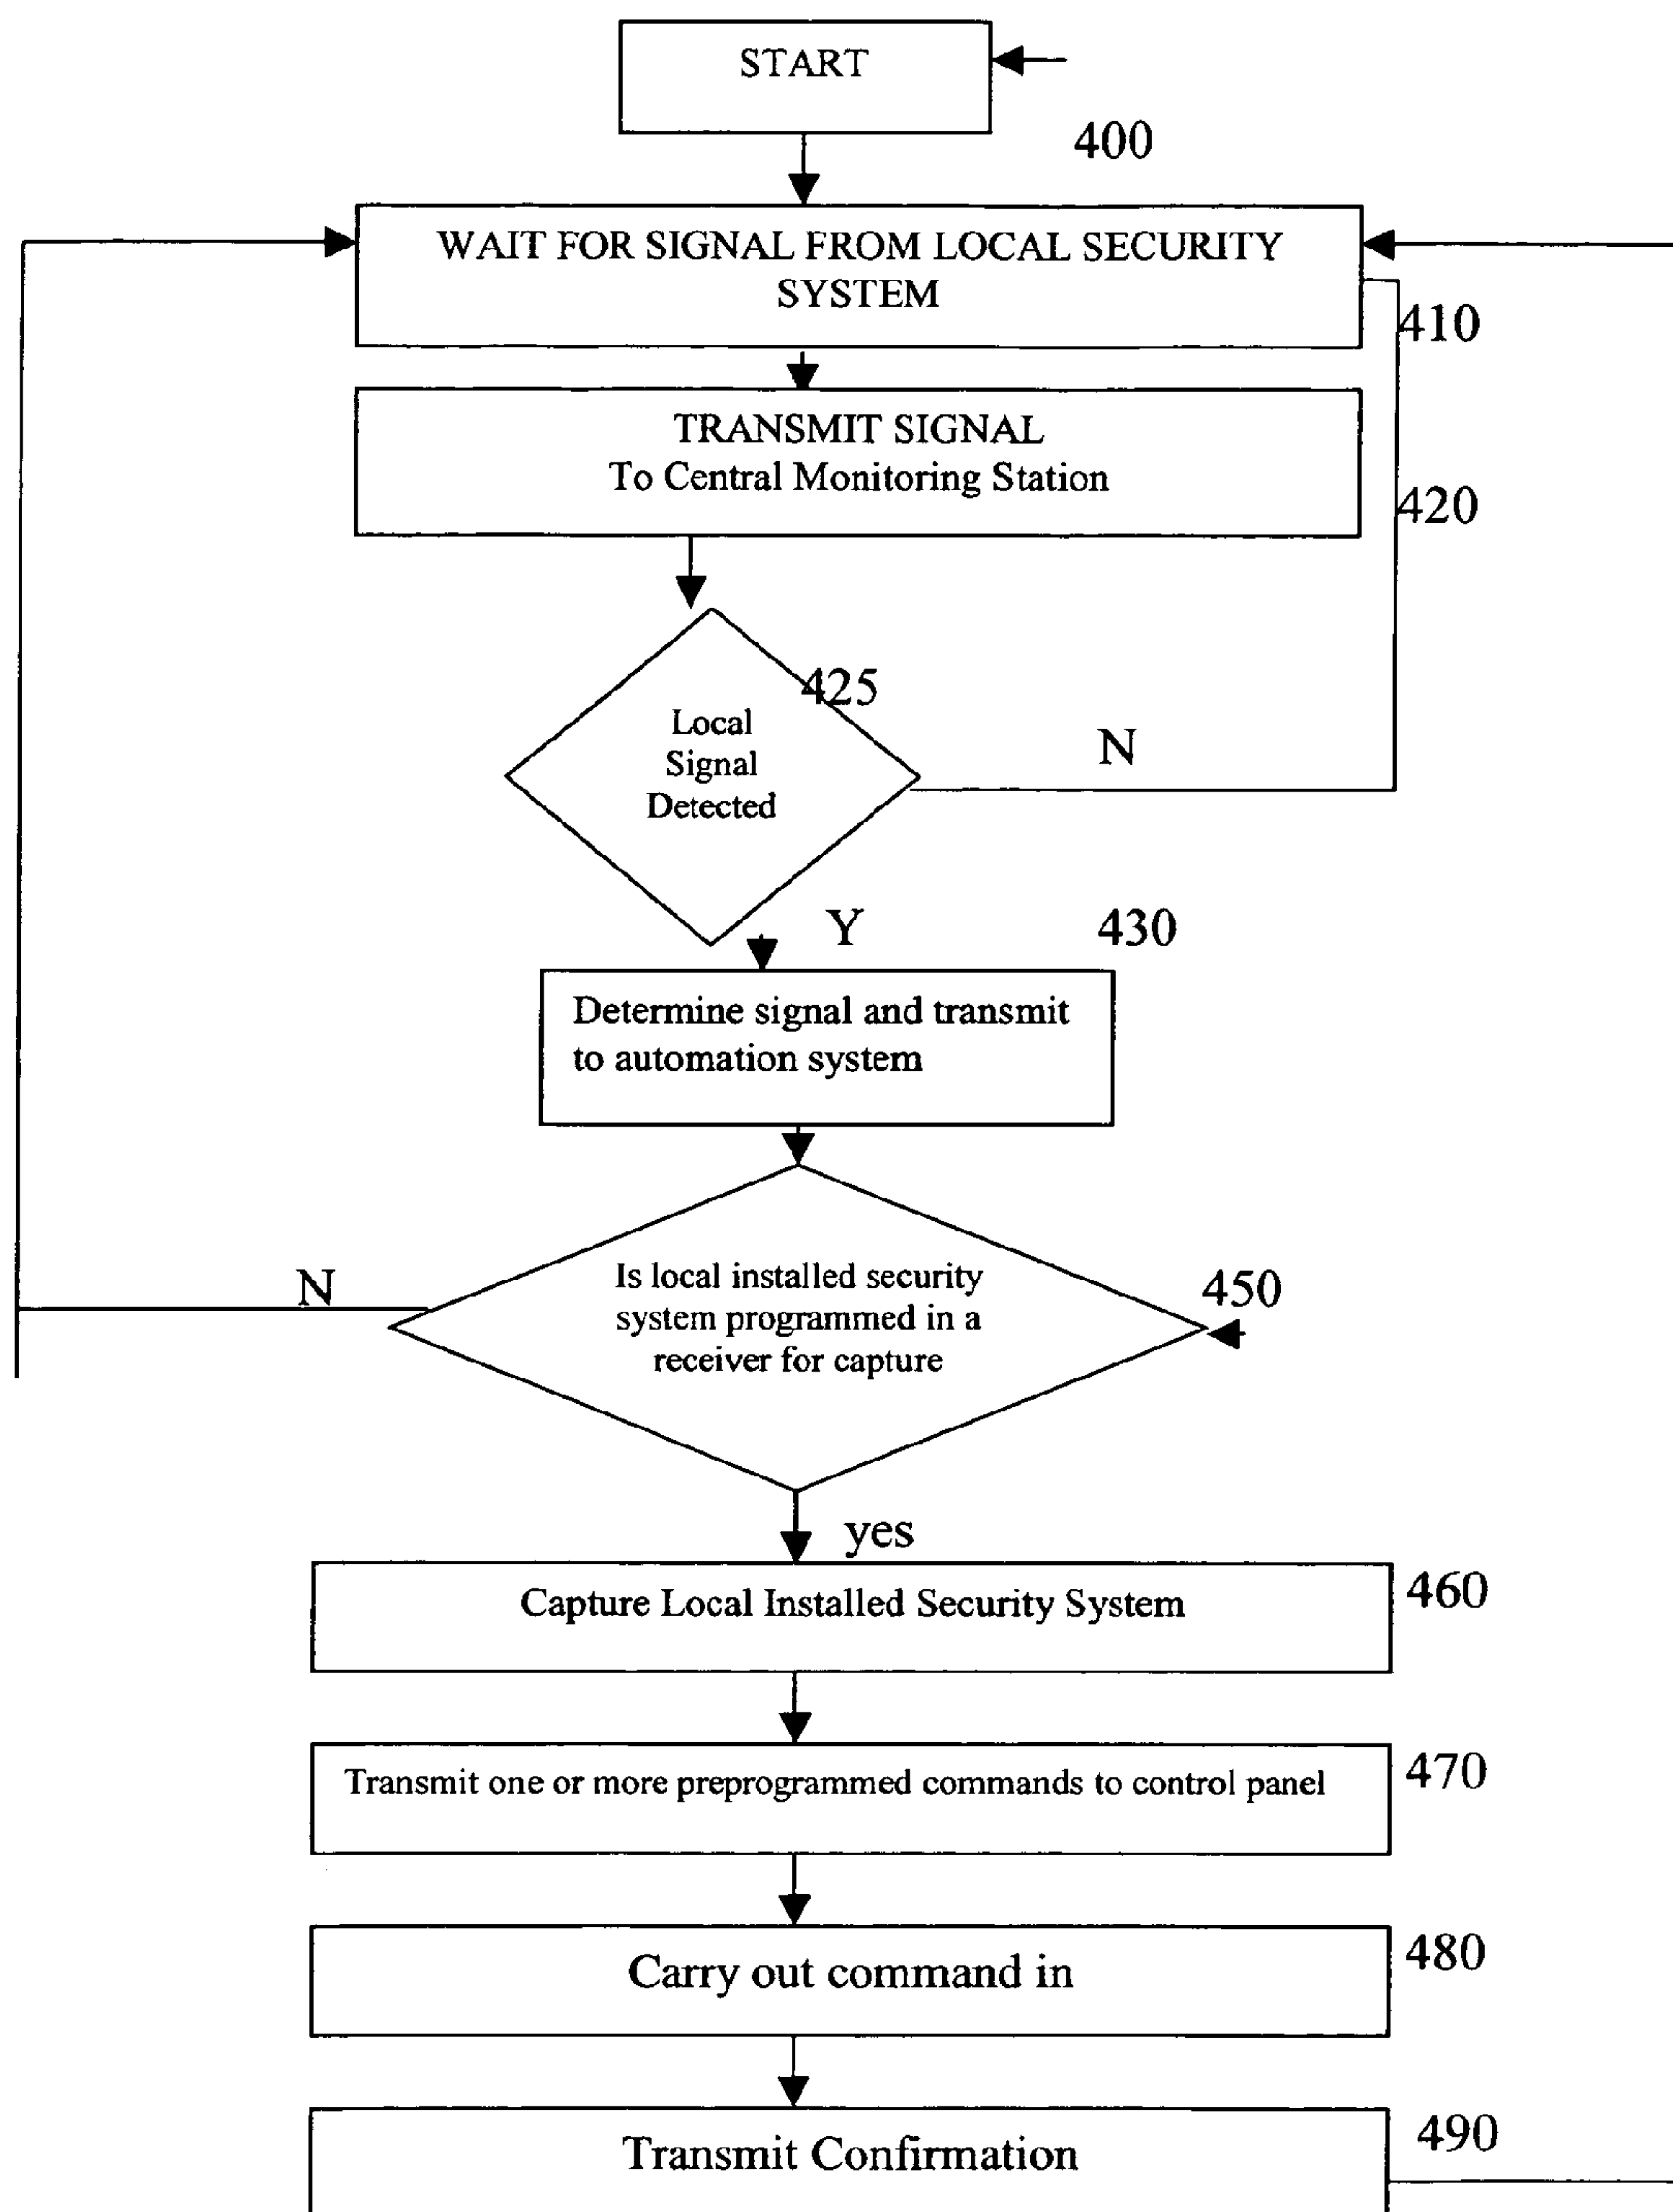 START
400
WAIT FOR SIGNAL FROM LOCAL SECURITY
SYSTEM
410
TRANSMIT SIGNAL
To Central Monitoring Station
420
425
Local
Signal
Detected
N
Y
430
Determine signal and transmit
to automation system
Is local installed security
system programmed in a
receiver for capture
N
450
yes
Capture Local Installed Security System
460
Transmit one or more preprogrammed commands to control panel
470
Carry out command in
480
Transmit Confirmation
490